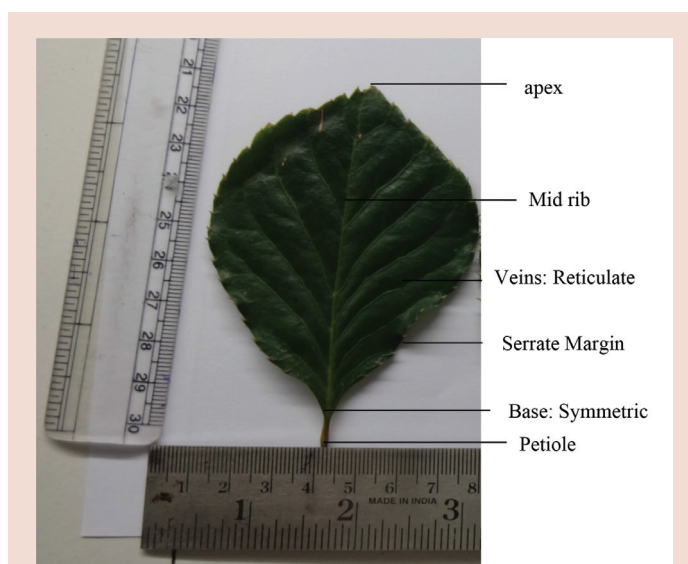 apex
Mid rib
Veins: Reticulate
Serrate Margin
Base: Symmetric
Petiole
21
22
23
25
26
27
28
29
30
1 2 3 4 5 6 7 8
MADE IN INDIA
1 2 3